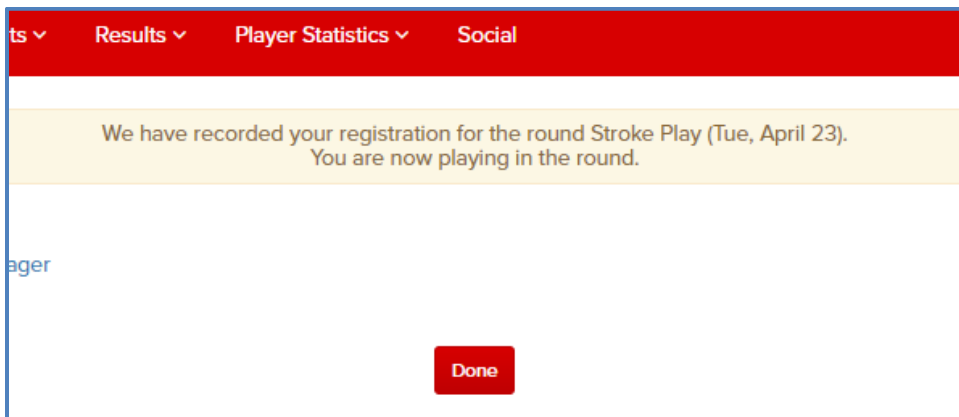 ts Results Player Statistics Social
We have recorded your registration for the round Stroke Play (Tue, April 23).
You are now playing in the round.
ager
Done